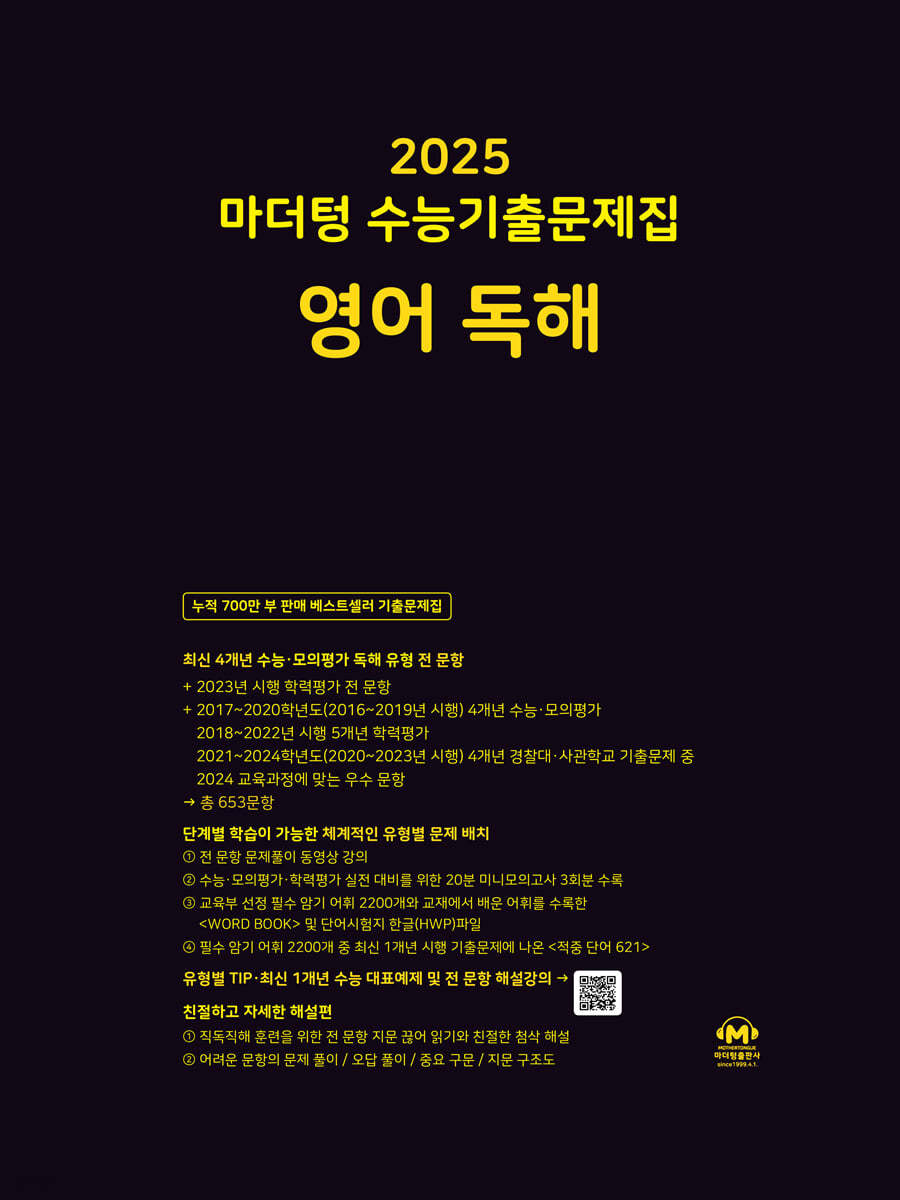 2025
마더텅 수능기출문제집
영어 독해
누적 700만 부 판매 베스트셀러 기출문제집
최신 4개년 수능·모의평가 독해 유형 전 문항
+ 2023년 시행 학력평가 전 문항
+ 2017~2020학년도(2016~2019년 시행) 4개년 수능·모의평가
2018~2022년 시행 5개년 학력평가
2021~2024학년도(2020~2023년 시행) 4개년 경찰대·사관학교 기출문제 중
2024 교육과정에 맞는 우수 문항
→ 총 653문항
단계별 학습이 가능한 체계적인 유형별 문제 배치
① 전 문항 문제풀이 동영상 강의
② 수능·모의평가·학력평가 실전 대비를 위한 20분 미니모의고사 3회분 수록
③ 교육부 선정 필수 암기 어휘 2200개와 교재에서 배운 어휘를 수록한
<WORD BOOK> 및 단어시험지 한글(HWP)파일
④ 필수 암기 어휘 2200개 중 최신 1개년 시행 기출문제에 나온 <적중 단어 621>
유형별 TIP·최신 1개년 수능 대표예제 및 전 문항 해설강의 →
친절하고 자세한 해설편
① 직독직해 훈련을 위한 전 문항 지문 끊어 읽기와 친절한 첨삭 해설
② 어려운 문항의 문제 풀이 / 오답 풀이 / 중요 구문 / 지문 구조도
M
MOTHERTONGUE
마더텅출판사
since1999.4.1.